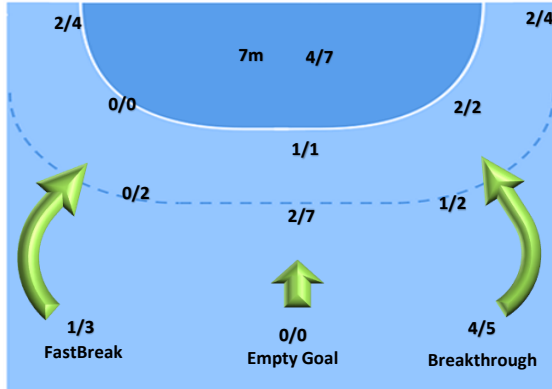 2/4
2/4
7m 4/7
0/0
2/2
1/1
0/2
1/2
2/7
1/3
0/0
4/5
FastBreak
Empty Goal
Breakthrough